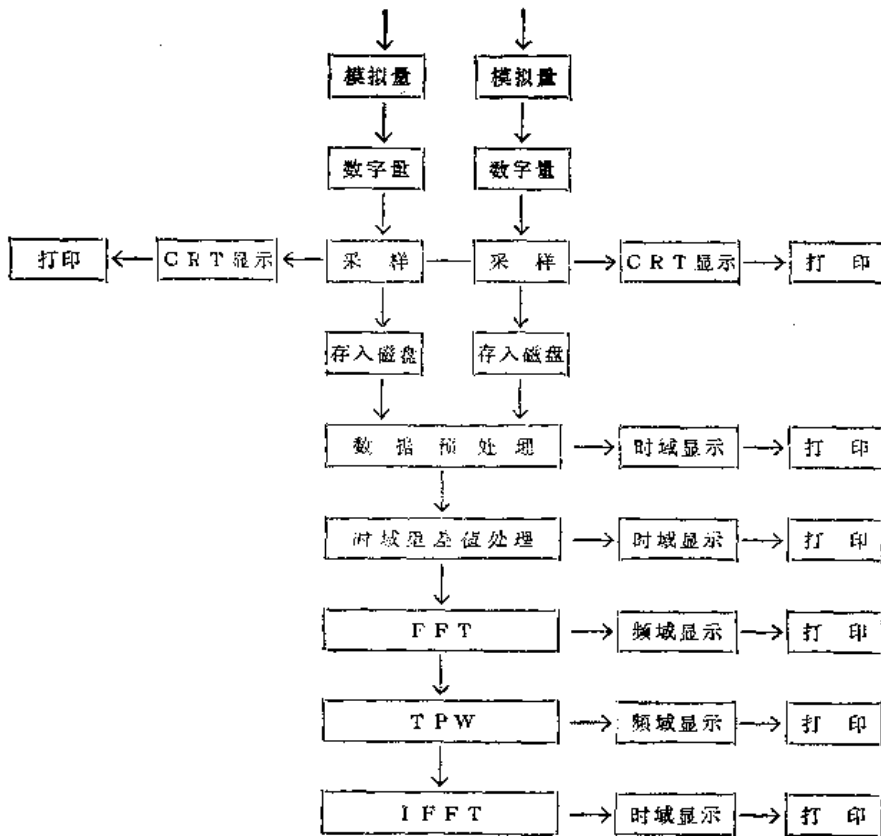 模拟量 模拟量
数字量 数字量
打印 CRT显示 采样 采样 CRT显示 打印
存入磁盘 存入磁盘
数据预处理 时域显示 打印
时域里差值处理 时域显示 打印
FFT 频域显示 打印
TPW 频域显示 打印
IFFT 时域显示 打印